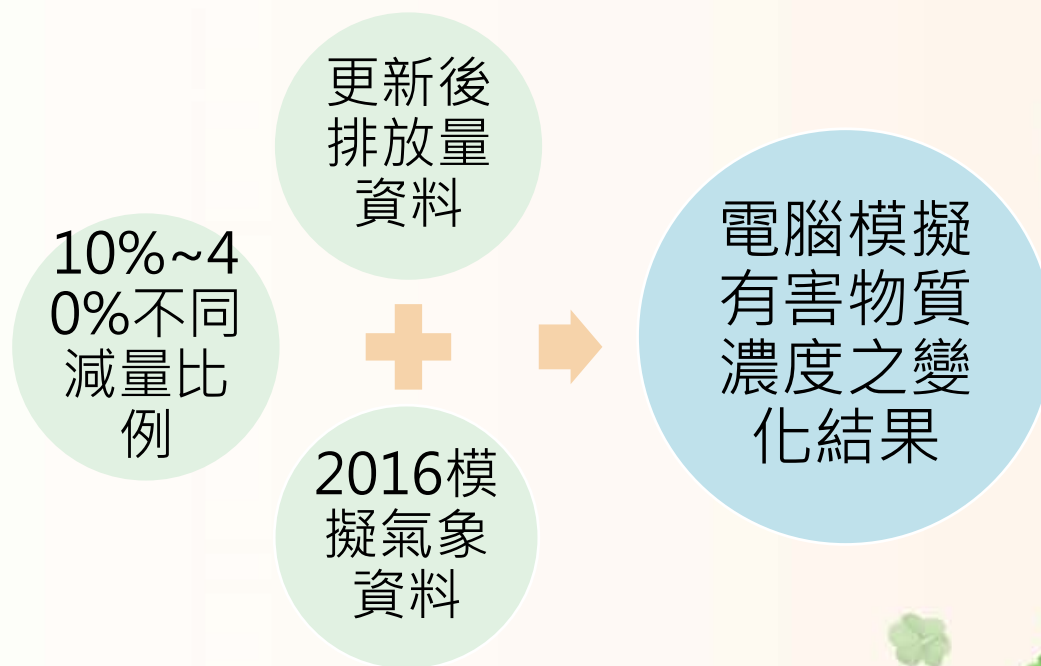 更新後
排放量
資料
10%~4
0%不同
減量比
例
2016模
擬氣象
資料
電腦模擬
有害物質
濃度之變
化結果